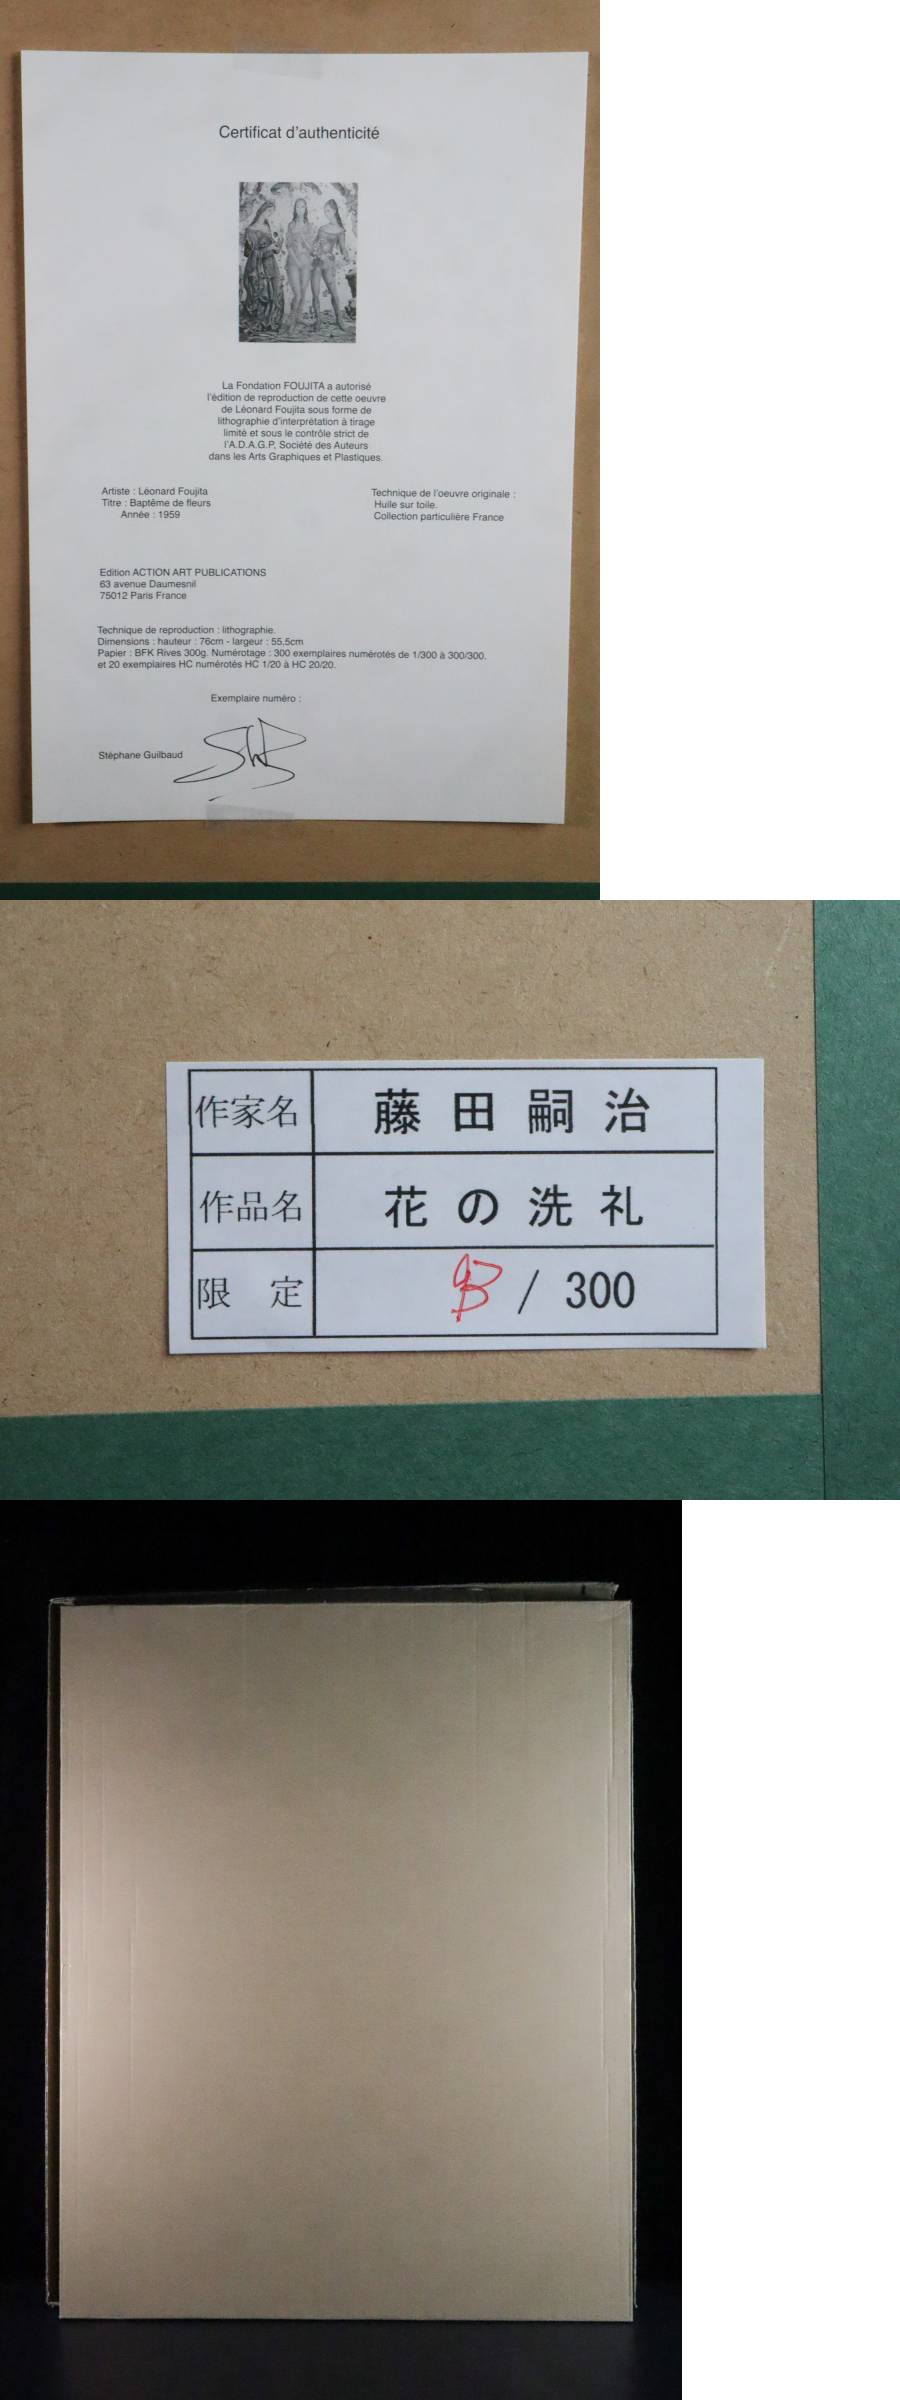 Certificat d'authenticité
La Fondation FOUJITA a autorisé
l'édition de reproduction de cette oeuvre
de Léonard Foujita sous forme de
lithographie d'interprétation à tirage
limité et sous le contrôle strict de
l'A.D.A.G.P, Société des Auteurs
dans les Arts Graphiques et Plastiques.
Artiste : Léonard Foujita
Titre : Baptême de fleurs
Année : 1959
Technique de l'oeuvre originale :
Huile sur toile.
Collection particulière France
Edition ACTION ART PUBLICATIONS
63 avenue Daumesnil
75012 Paris France
Technique de reproduction : lithographie.
Dimensions : hauteur : 76cm - largeur : 55.5cm
Papier : BFK Rives 300g. Numérotage : 300 exemplaires numérotés de 1/300 à 300/300.
et 20 exemplaires HC numérotés HC 1/20 à HC 20/20.
Exemplaire numéro :
Stéphane Guilbaud
作家名 藤田嗣治
作品名 花の洗礼
限定 / 300